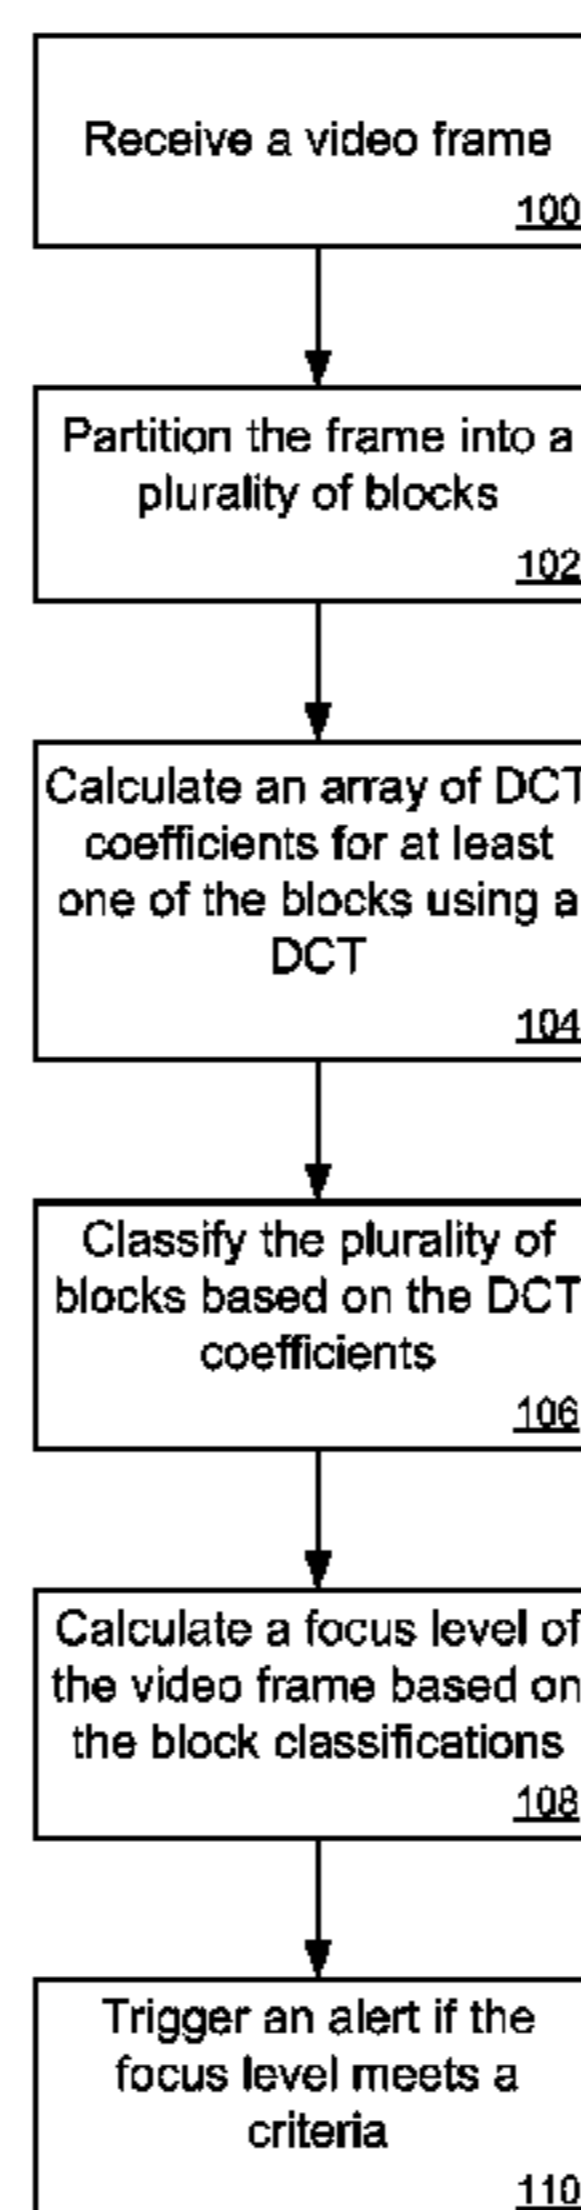 Receive a video frame
100
Partition the frame into a
plurality of blocks
102
Calculate an array of DCT
coefficients for at least
one of the blocks using a
DCT
104
Classify the plurality of
blocks based on the DCT
coefficients
106
Calculate a focus level of
the video frame based on
the block classifications
108
Trigger an alert if the
focus level meets a
criteria
110